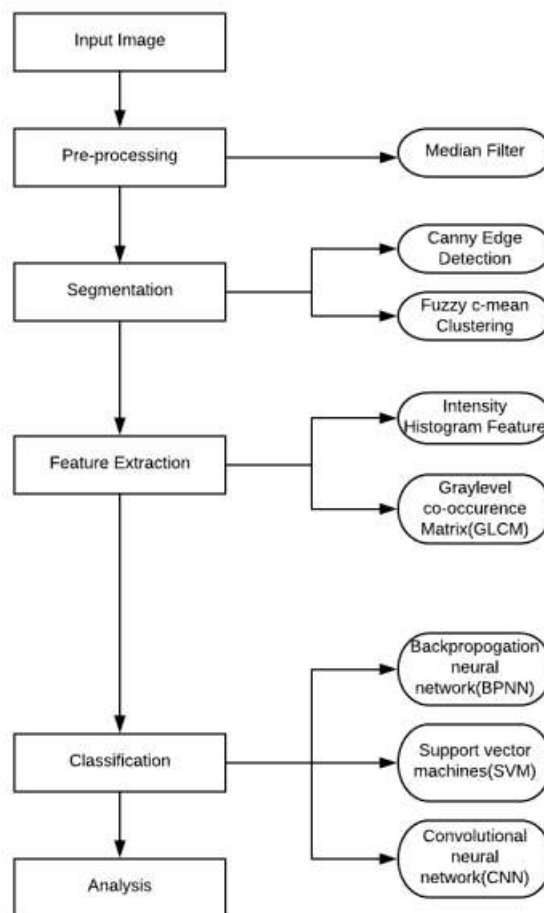 Input Image
Pre-processing
Median Filter
Canny Edge
Detection
Segmentation
Fuzzy c-mean
Clustering
Intensity
Histogram Feature
Feature Extraction
Graylevel
co-occurence
Matrix(GLCM)
Backpropogation
neural
network(BPNN)
Classification
Support vector
machines(SVM)
Convolutional
neural
network(CNN)
Analysis